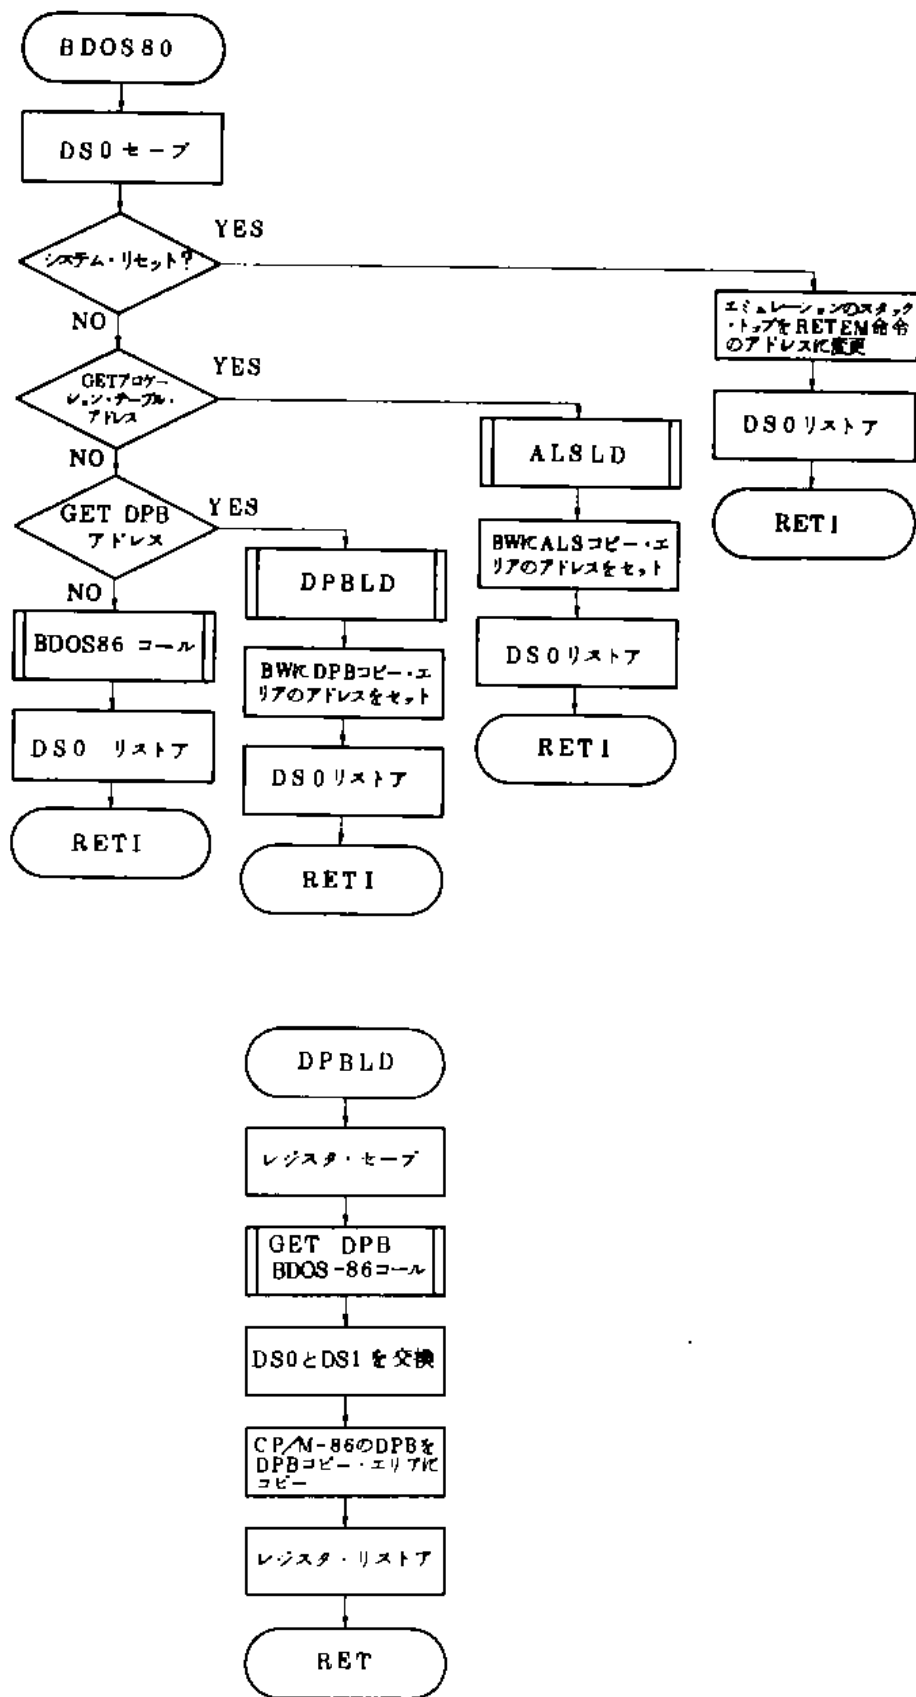 BDOS80
DS0セーブ
システム・リセット?
YES
NO
エミュレーションのスタック
・トップをRETEM命令
のアドレスに変更
DS0リストア
RETI
GETアロケー
ション・テーブル・
アドレス
YES
NO
ALSLD
BWにALSコピー・エ
リアのアドレスをセット
DS0リストア
RETI
GET DPB
アドレス
YES
NO
DPBLD
BWにDPBコピー・エ
リアのアドレスをセット
DS0リストア
RETI
BDOS86 コール
DS0 リストア
RETI
DPBLD
レジスタ・セーブ
GET DPB
BDOS-86コール
DS0とDS1を交換
CP/M-86のDPBを
DPBコピー・エリアに
コピー
レジスタ・リストア
RET